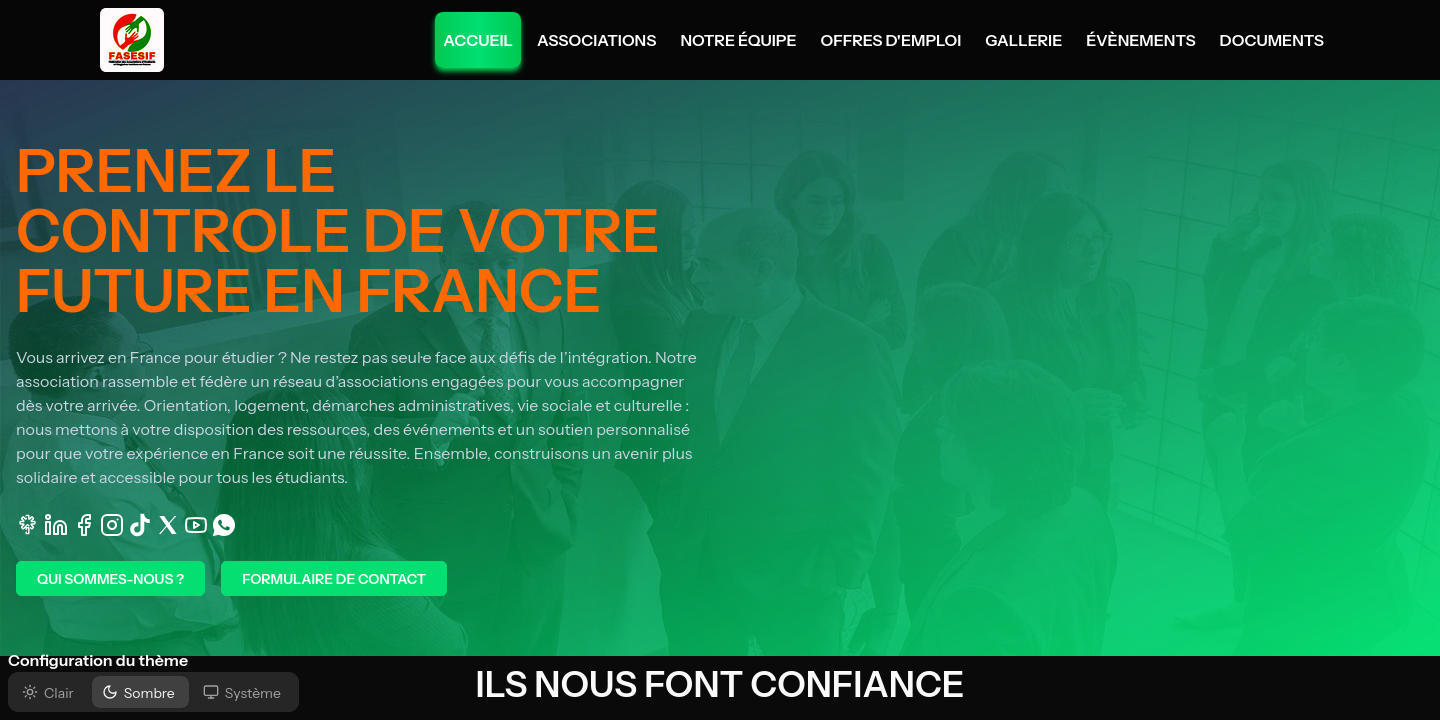 FASESIF
ACCUEIL
ASSOCIATIONS
NOTRE ÉQUIPE
OFFRES D'EMPLOI
GALLERIE
ÉVÈNEMENTS
DOCUMENTS
PRENEZ LE
CONTROLE DE VOTRE
FUTURE EN FRANCE
Vous arrivez en France pour étudier ? Ne restez pas seul·e face aux défis de l'intégration. Notre
association rassemble et fédère un réseau d'associations engagées pour vous accompagner
dès votre arrivée. Orientation, logement, démarches administratives, vie sociale et culturelle :
nous mettons à votre disposition des ressources, des événements et un soutien personnalisé
pour que votre expérience en France soit une réussite. Ensemble, construisons un avenir plus
solidaire et accessible pour tous les étudiants.
QUI SOMMES-NOUS ?
FORMULAIRE DE CONTACT
Configuration du thème
Clair
Sombre
Système
ILS NOUS FONT CONFIANCE